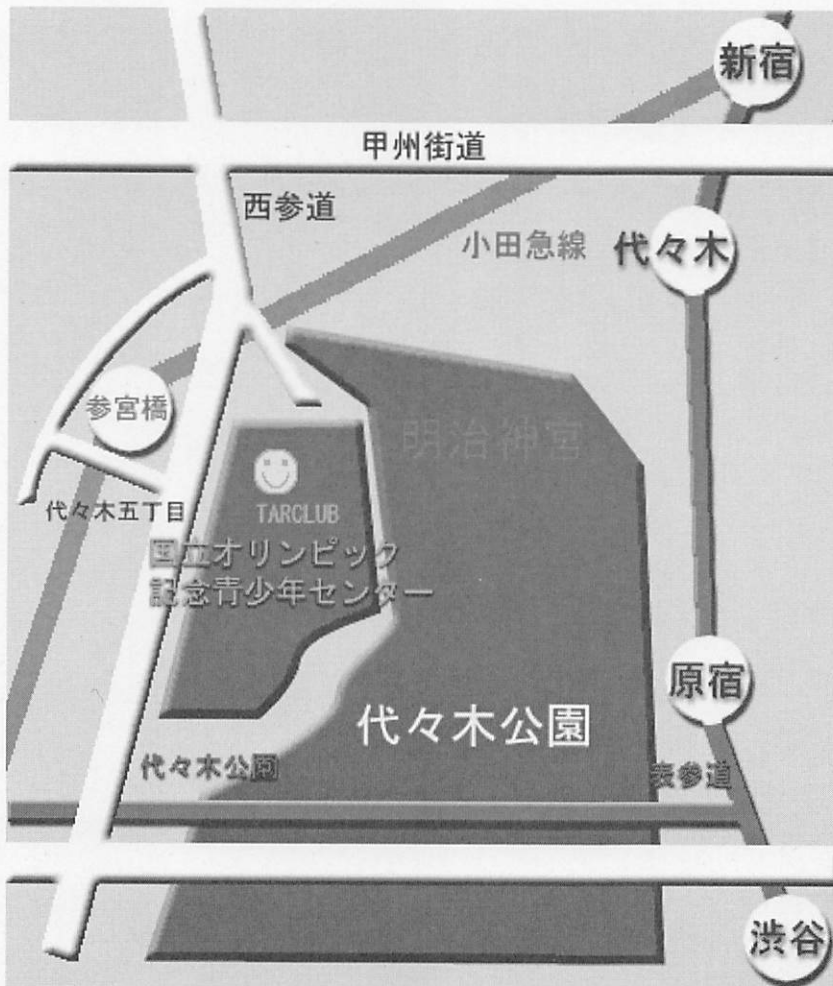 新宿
甲州街道
西参道
小田急線
代々木
参宮橋
明治神宮
代々木五丁目
TARCLUB
国立オリンピック
記念青少年センター
原宿
代々木公園
代々木公園
表参道
渋谷